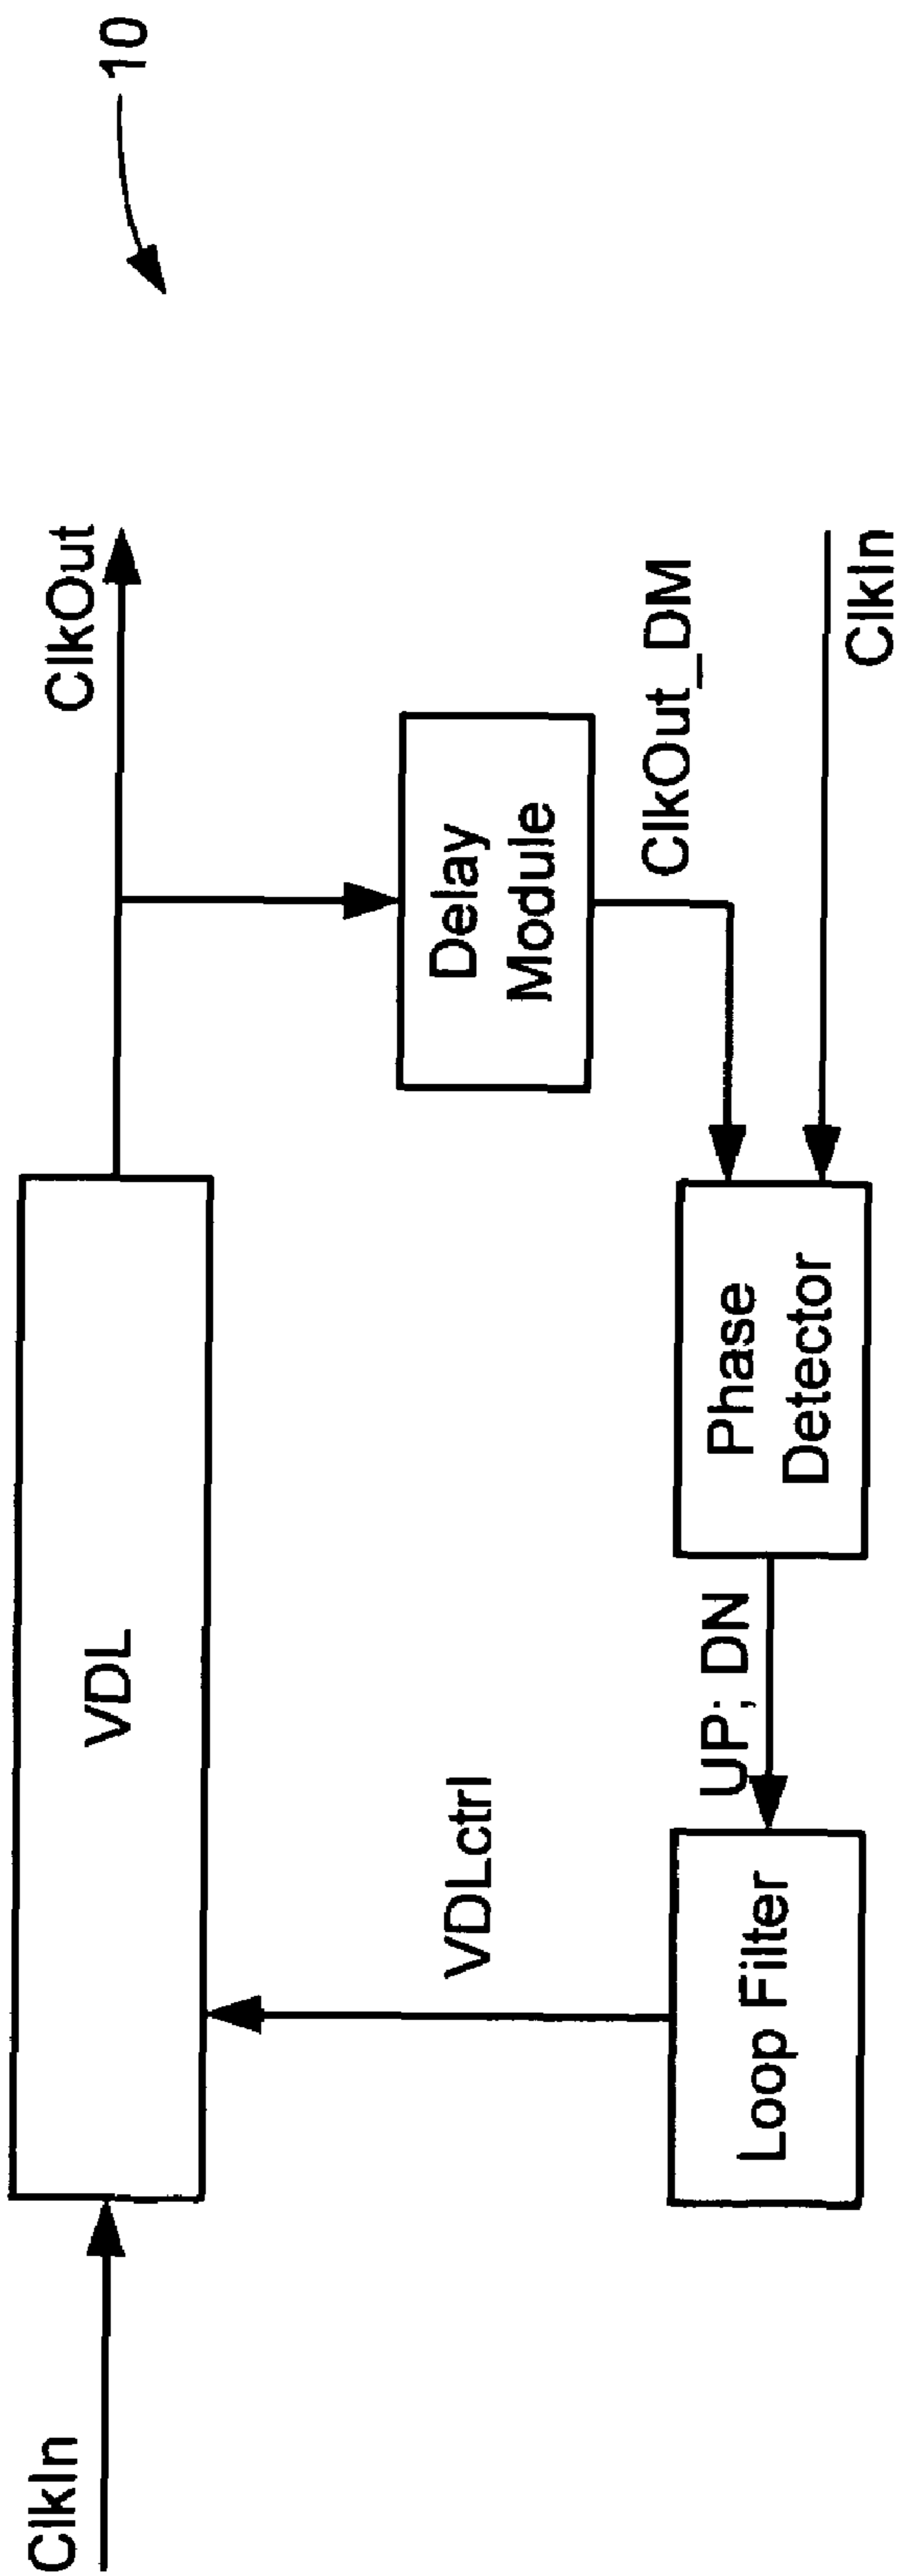 10
ClkIn
VDL
ClkOut
Delay
Module
VDLctrl
ClkOut_DM
Loop Filter
UP; DN
Phase
Detector
ClkIn